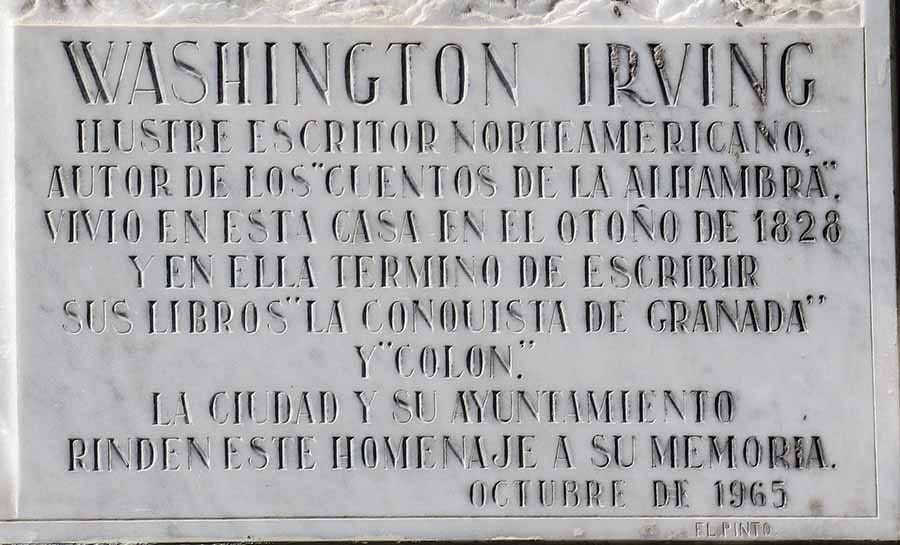 WASHINGTON IRVING
ILUSTRE ESCRITOR NORTEAMERICANO,
AUTOR DE LOS "CUENTOS DE LA ALHAMBRA".
VIVIO EN ESTA CASA EN EL OTOÑO DE 1828
Y EN ELLA TERMINO DE ESCRIBIR
SUS LIBROS "LA CONQUISTA DE GRANADA"
Y "COLON."
LA CIUDAD Y SU AYUNTAMIENTO
RINDEN ESTE HOMENAJE A SU MEMORIA.
OCTUBRE DE 1965
EL PINTO